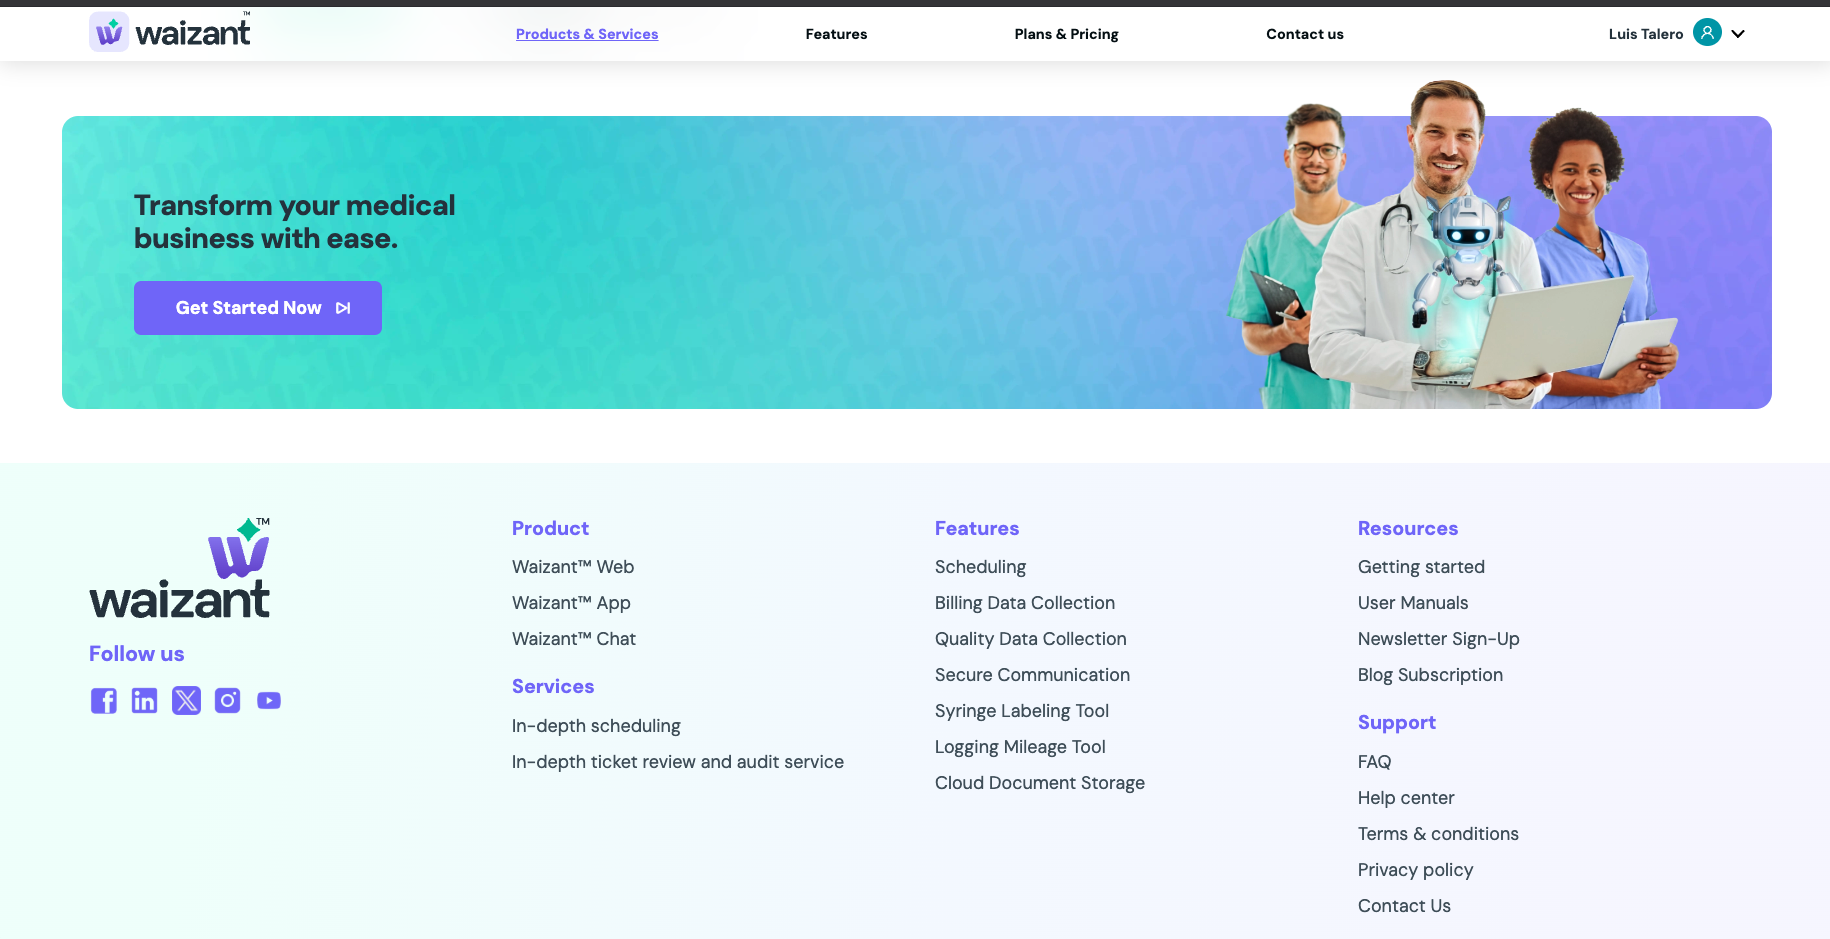 waizant™
Products & Services
Features
Plans & Pricing
Contact us
Luis Talero
Transform your medical
business with ease.
Get Started Now
waizant™
Follow us
Product
Waizant™ Web
Waizant™ App
Waizant™ Chat
Services
In-depth scheduling
In-depth ticket review and audit service
Features
Scheduling
Billing Data Collection
Quality Data Collection
Secure Communication
Syringe Labeling Tool
Logging Mileage Tool
Cloud Document Storage
Resources
Getting started
User Manuals
Newsletter Sign-Up
Blog Subscription
Support
FAQ
Help center
Terms & conditions
Privacy policy
Contact Us